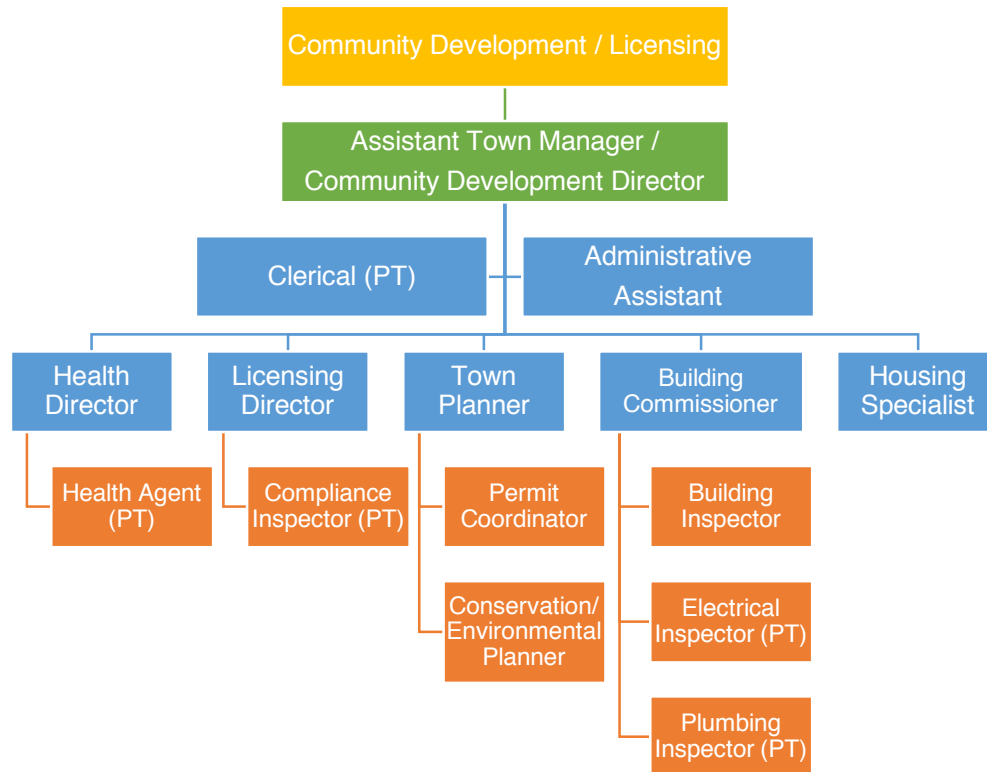 Community Development / Licensing
Assistant Town Manager /
Community Development Director
Clerical (PT)
Administrative
Assistant
Health
Director
Licensing
Director
Town
Planner
Building
Commissioner
Housing
Specialist
Health Agent
(PT)
Compliance
Inspector (PT)
Permit
Coordinator
Building
Inspector
Conservation/
Environmental
Planner
Electrical
Inspector (PT)
Plumbing
Inspector (PT)